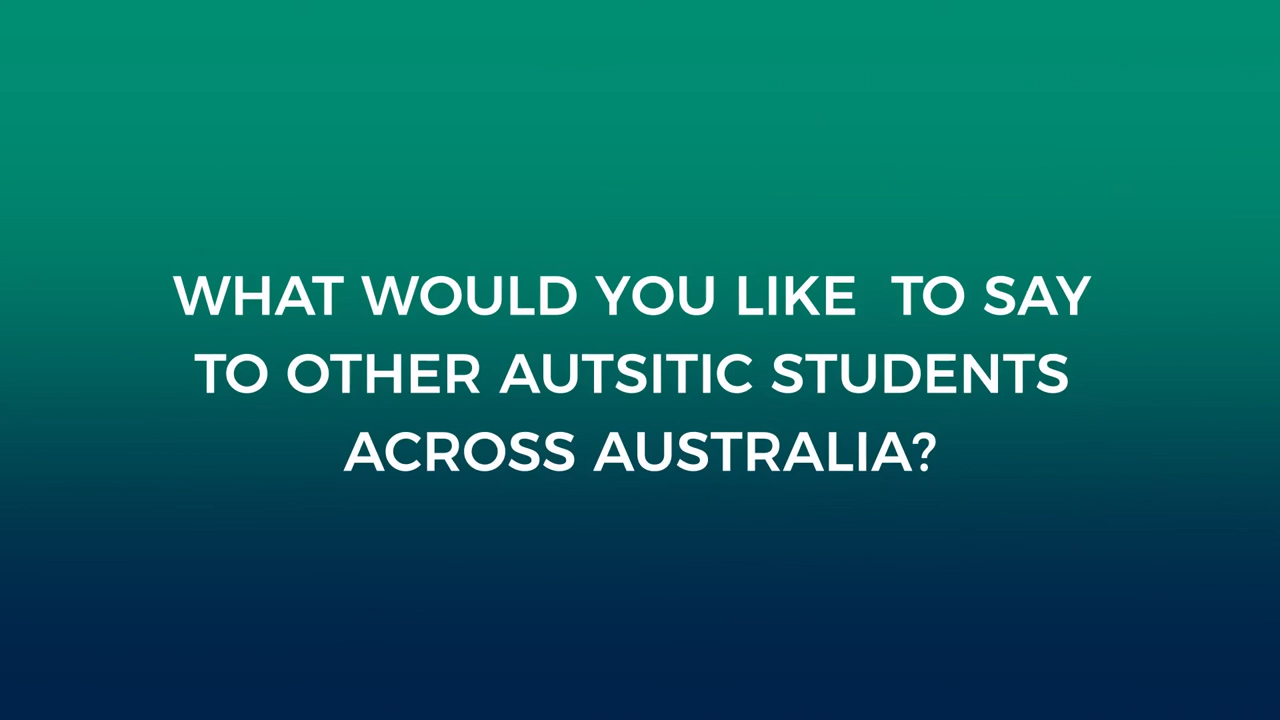 WHAT WOULD YOU LIKE  TO SAY
TO OTHER AUTSITIC STUDENTS
ACROSS AUSTRALIA?